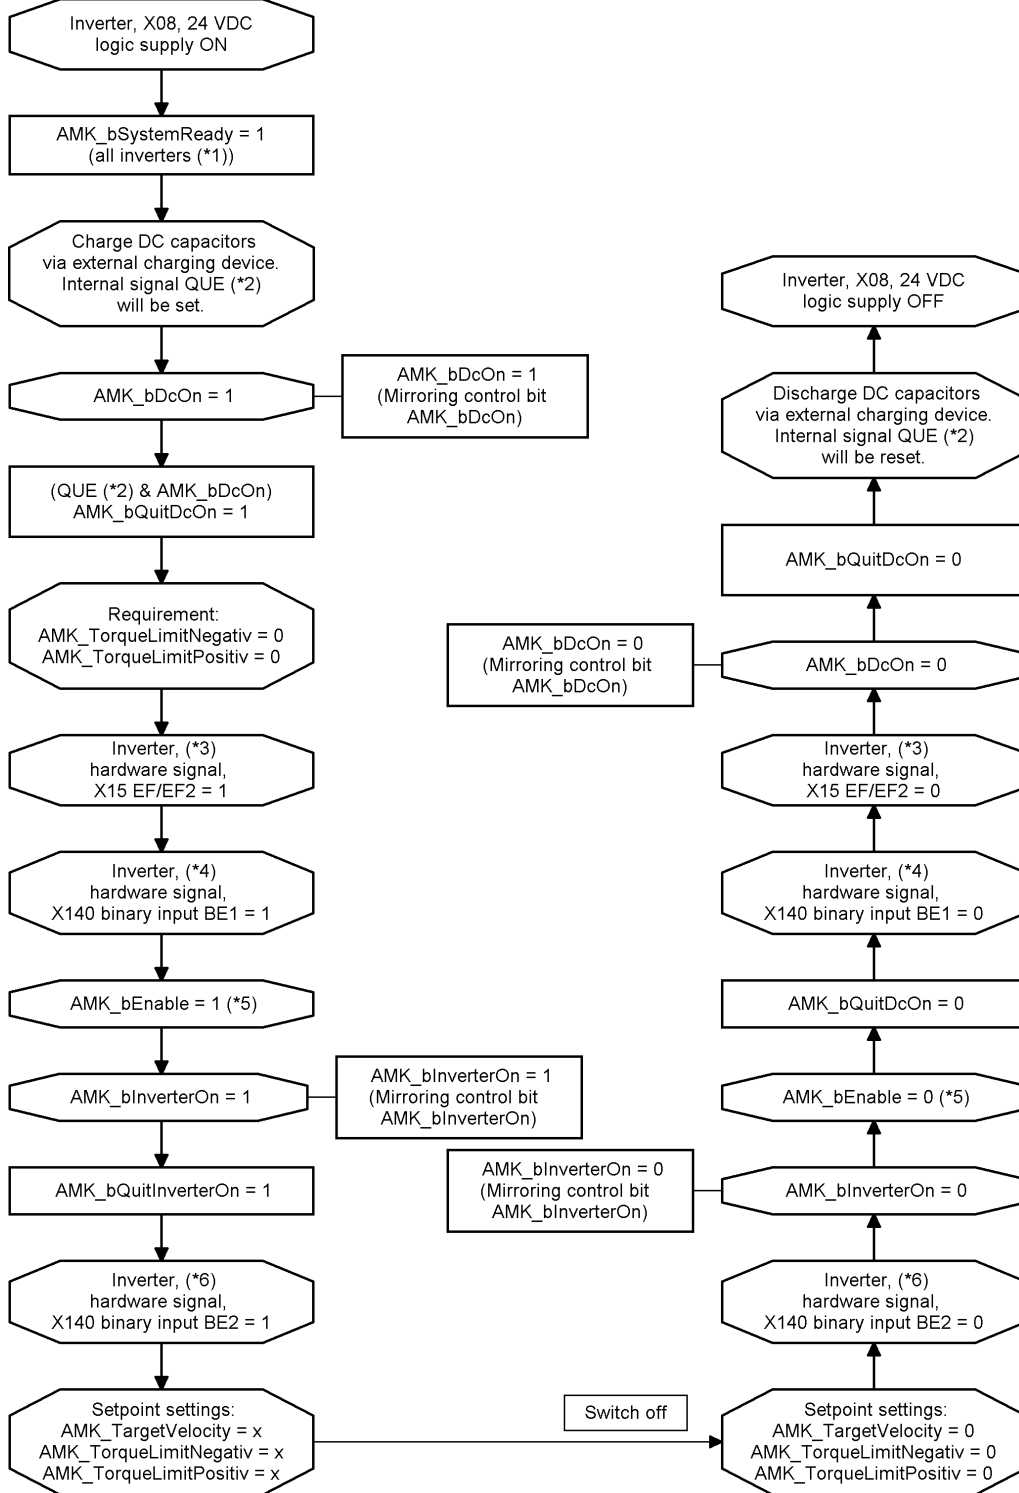 Inverter, X08, 24 VDC
logic supply ON
AMK_bSystemReady = 1
(all inverters (*1))
Charge DC capacitors
via external charging device.
Internal signal QUE (*2)
will be set.
AMK_bDcOn = 1
AMK_bDcOn = 1
(Mirroring control bit
AMK_bDcOn)
(QUE (*2) & AMK_bDcOn)
AMK_bQuitDcOn = 1
Requirement:
AMK_TorqueLimitNegativ = 0
AMK_TorqueLimitPositiv = 0
Inverter, (*3)
hardware signal,
X15 EF/EF2 = 1
Inverter, (*4)
hardware signal,
X140 binary input BE1 = 1
AMK_bEnable = 1 (*5)
AMK_bInverterOn = 1
AMK_bInverterOn = 1
(Mirroring control bit
AMK_bInverterOn)
AMK_bQuitInverterOn = 1
Inverter, (*6)
hardware signal,
X140 binary input BE2 = 1
Setpoint settings:
AMK_TargetVelocity = x
AMK_TorqueLimitNegativ = x
AMK_TorqueLimitPositiv = x
Switch off
Setpoint settings:
AMK_TargetVelocity = 0
AMK_TorqueLimitNegativ = 0
AMK_TorqueLimitPositiv = 0
Inverter, (*6)
hardware signal,
X140 binary input BE2 = 0
AMK_bInverterOn = 0
AMK_bInverterOn = 0
(Mirroring control bit
AMK_bInverterOn)
AMK_bEnable = 0 (*5)
AMK_bQuitDcOn = 0
Inverter, (*4)
hardware signal,
X140 binary input BE1 = 0
Inverter, (*3)
hardware signal,
X15 EF/EF2 = 0
AMK_bDcOn = 0
AMK_bDcOn = 0
(Mirroring control bit
AMK_bDcOn)
AMK_bQuitDcOn = 0
Discharge DC capacitors
via external charging device.
Internal signal QUE (*2)
will be reset.
Inverter, X08, 24 VDC
logic supply OFF